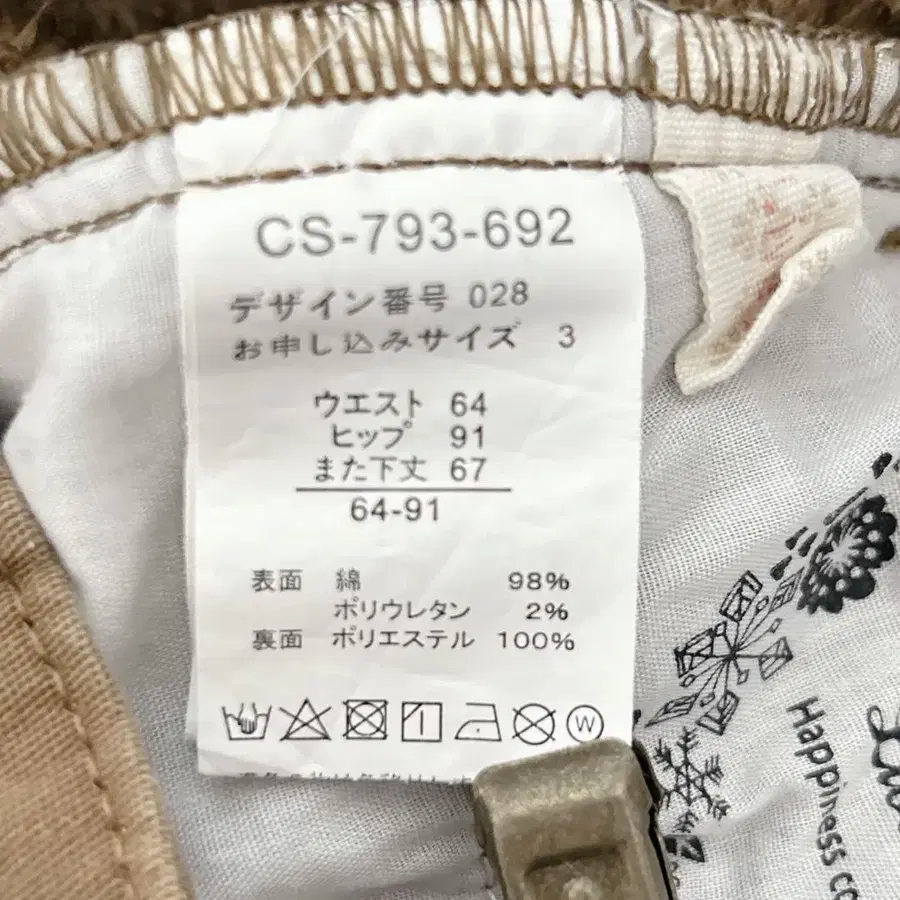 CS-793-692
デザイン番号 028
お申し込みサイズ 3
ウエスト 64
ヒップ 91
また下丈 67
64-91
表面 綿 98%
ポリウレタン 2%
裏面 ポリエステル 100%
W
Happiness co